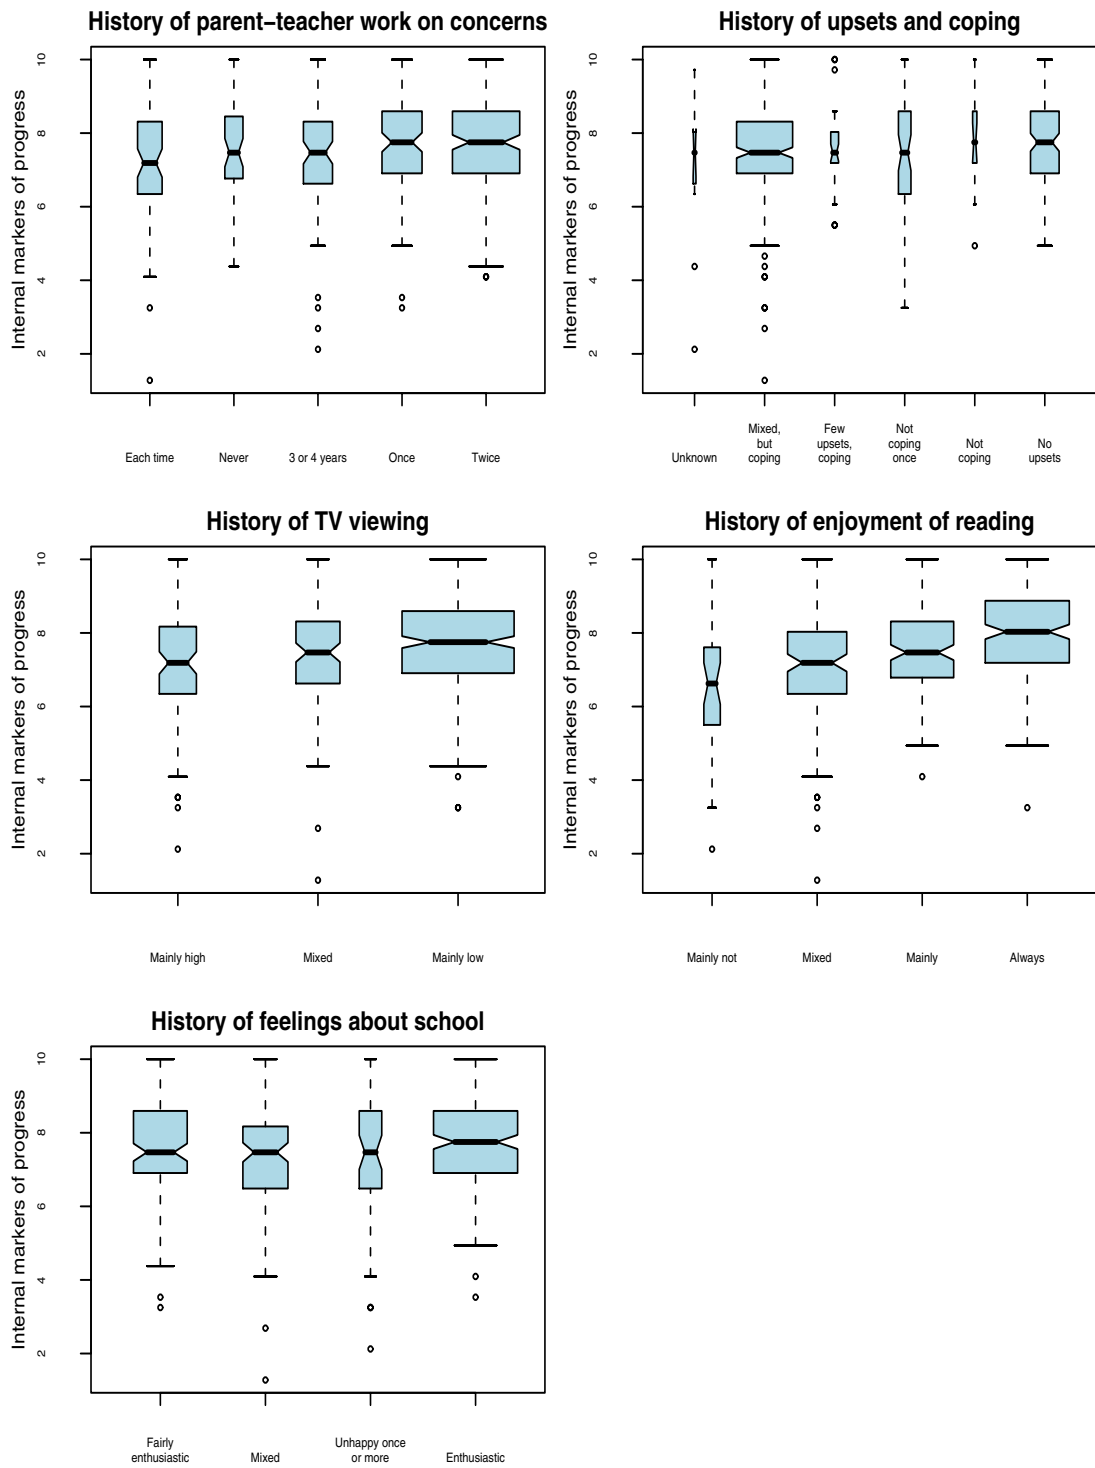 History of parent–teacher work on concerns
Internal markers of progress
10
8
6
4
2
Each time
Never
3 or 4 years
Once
Twice
History of upsets and coping
Internal markers of progress
10
8
6
4
2
Unknown
Mixed,
but
coping
Few
upsets,
coping
Not
coping
once
Not
coping
No
upsets
History of TV viewing
Internal markers of progress
10
8
6
4
2
Mainly high
Mixed
Mainly low
History of enjoyment of reading
Internal markers of progress
10
8
6
4
2
Mainly not
Mixed
Mainly
Always
History of feelings about school
Internal markers of progress
10
8
6
4
2
Fairly
enthusiastic
Mixed
Unhappy once
or more
Enthusiastic